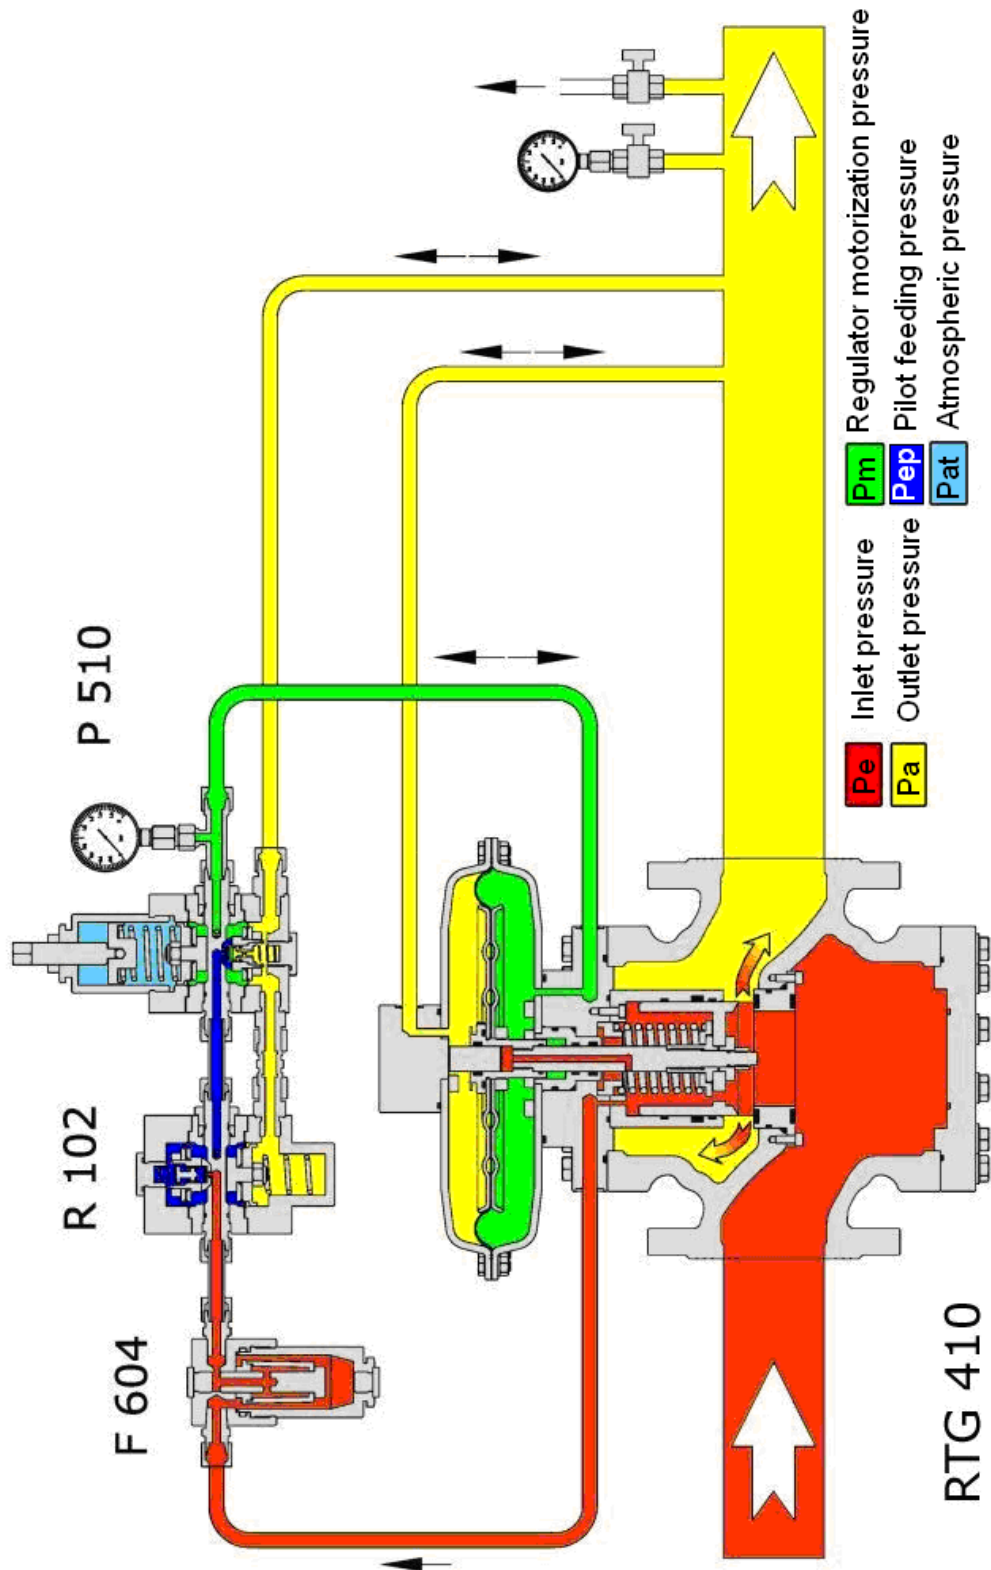 P 510
R 102
F 604
RTG 410
Pe Inlet pressure
Pa Outlet pressure
Pm Regulator motorization pressure
Pep Pilot feeding pressure
Pat Atmospheric pressure